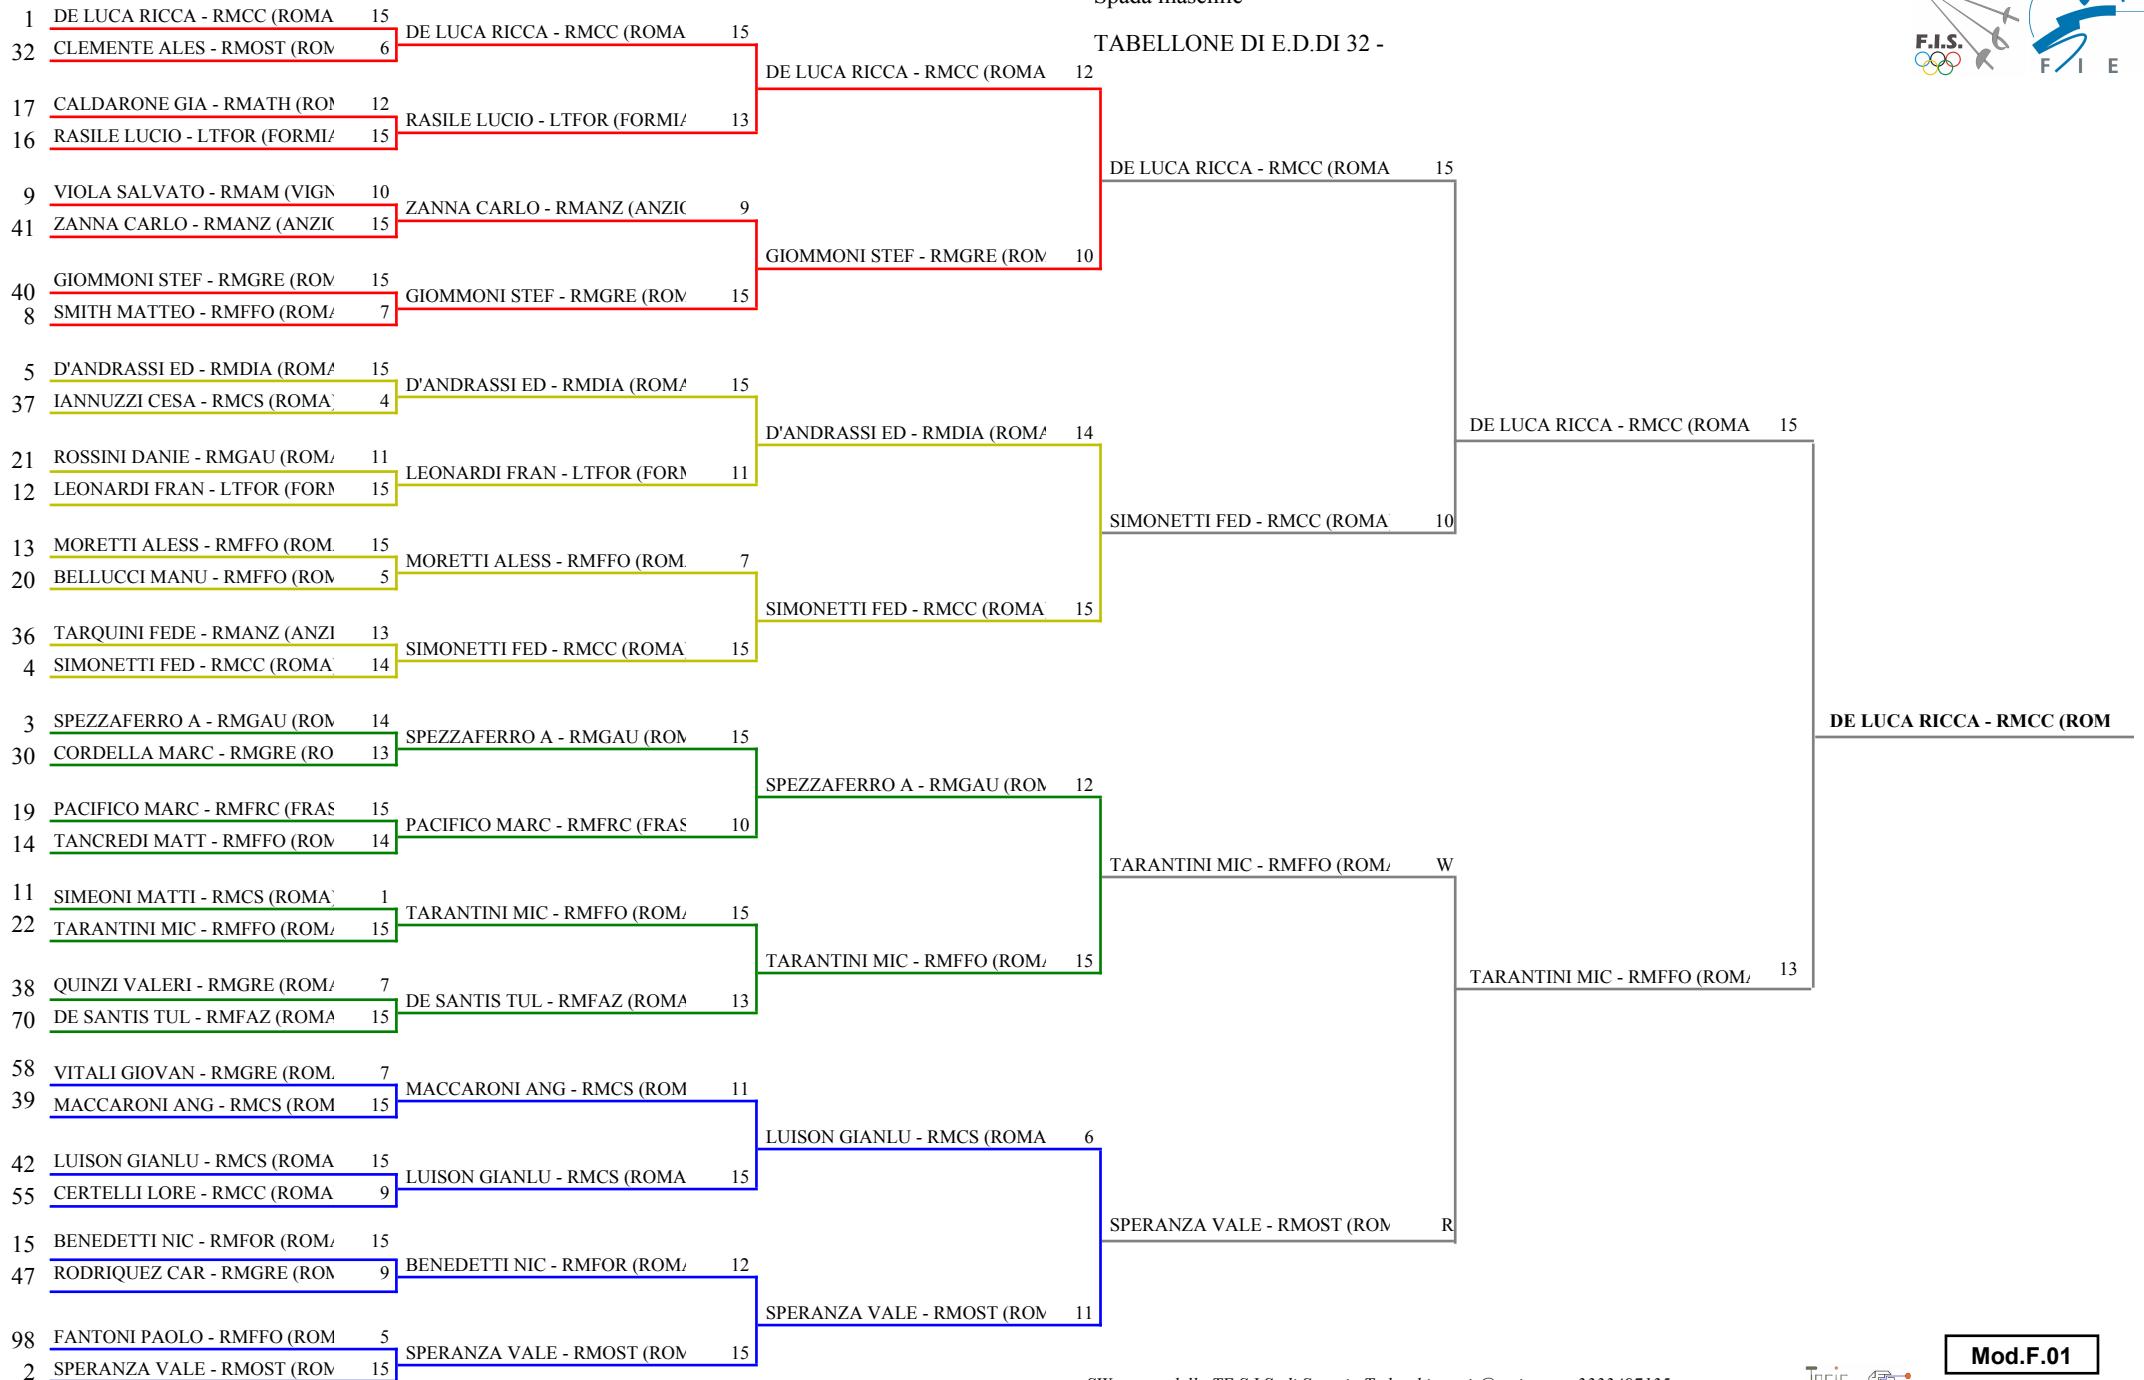 Spada maschile
TABELLONE DI E.D.DI 32 -
F.I.S.
F I E
1 DE LUCA RICCA - RMCC (ROMA 15
32 CLEMENTE ALES - RMOST (ROM 6
17 CALDARONE GIA - RMATH (ROM 12
16 RASILE LUCIO - LTFOR (FORMIA 15
9 VIOLA SALVATO - RMAM (VIGN 10
41 ZANNA CARLO - RMANZ (ANZIO 15
40 GIOMMONI STEF - RMGRE (ROM 15
8 SMITH MATTEO - RMFFO (ROMA 7
5 D'ANDRASSI ED - RMDIA (ROMA 15
37 IANNUZZI CESA - RMCS (ROMA) 4
21 ROSSINI DANIE - RMGAU (ROMA 11
12 LEONARDI FRAN - LTFOR (FORM 15
13 MORETTI ALESS - RMFFO (ROM 15
20 BELLUCCI MANU - RMFFO (ROM 5
36 TARQUINI FEDE - RMANZ (ANZI 13
4 SIMONETTI FED - RMCC (ROMA) 14
3 SPEZZAFERRO A - RMGAU (ROM 14
30 CORDELLA MARC - RMGRE (RO 13
19 PACIFICO MARC - RMFRC (FRAS 15
14 TANCREDI MATT - RMFFO (ROM 14
11 SIMEONI MATTI - RMCS (ROMA) 1
22 TARANTINI MIC - RMFFO (ROMA 15
38 QUINZI VALERI - RMGRE (ROMA 7
70 DE SANTIS TUL - RMFAZ (ROMA 15
58 VITALI GIOVAN - RMGRE (ROM 7
39 MACCARONI ANG - RMCS (ROM 15
42 LUISON GIANLU - RMCS (ROMA 15
55 CERTELLI LORE - RMCC (ROMA 9
15 BENEDETTI NIC - RMFOR (ROMA 15
47 RODRIQUEZ CAR - RMGRE (ROM 9
98 FANTONI PAOLO - RMFFO (ROM 5
2 SPERANZA VALE - RMOST (ROM 15
DE LUCA RICCA - RMCC (ROMA 15
RASILE LUCIO - LTFOR (FORMIA 13
ZANNA CARLO - RMANZ (ANZIO 9
GIOMMONI STEF - RMGRE (ROM 15
D'ANDRASSI ED - RMDIA (ROMA 15
LEONARDI FRAN - LTFOR (FORM 11
MORETTI ALESS - RMFFO (ROM 7
SIMONETTI FED - RMCC (ROMA) 15
SPEZZAFERRO A - RMGAU (ROM 15
PACIFICO MARC - RMFRC (FRAS 10
TARANTINI MIC - RMFFO (ROMA 15
DE SANTIS TUL - RMFAZ (ROMA 13
MACCARONI ANG - RMCS (ROM 11
LUISON GIANLU - RMCS (ROMA 15
BENEDETTI NIC - RMFOR (ROMA 12
SPERANZA VALE - RMOST (ROM 15
DE LUCA RICCA - RMCC (ROMA 12
GIOMMONI STEF - RMGRE (ROM 10
D'ANDRASSI ED - RMDIA (ROMA 14
SIMONETTI FED - RMCC (ROMA 15
SPEZZAFERRO A - RMGAU (ROM 12
TARANTINI MIC - RMFFO (ROMA 15
LUISON GIANLU - RMCS (ROMA 6
SPERANZA VALE - RMOST (ROM 11
DE LUCA RICCA - RMCC (ROMA 15
SIMONETTI FED - RMCC (ROMA) 10
TARANTINI MIC - RMFFO (ROMA W
SPERANZA VALE - RMOST (ROM R
DE LUCA RICCA - RMCC (ROMA 15
TARANTINI MIC - RMFFO (ROMA 13
DE LUCA RICCA - RMCC (ROM
Mod.F.01